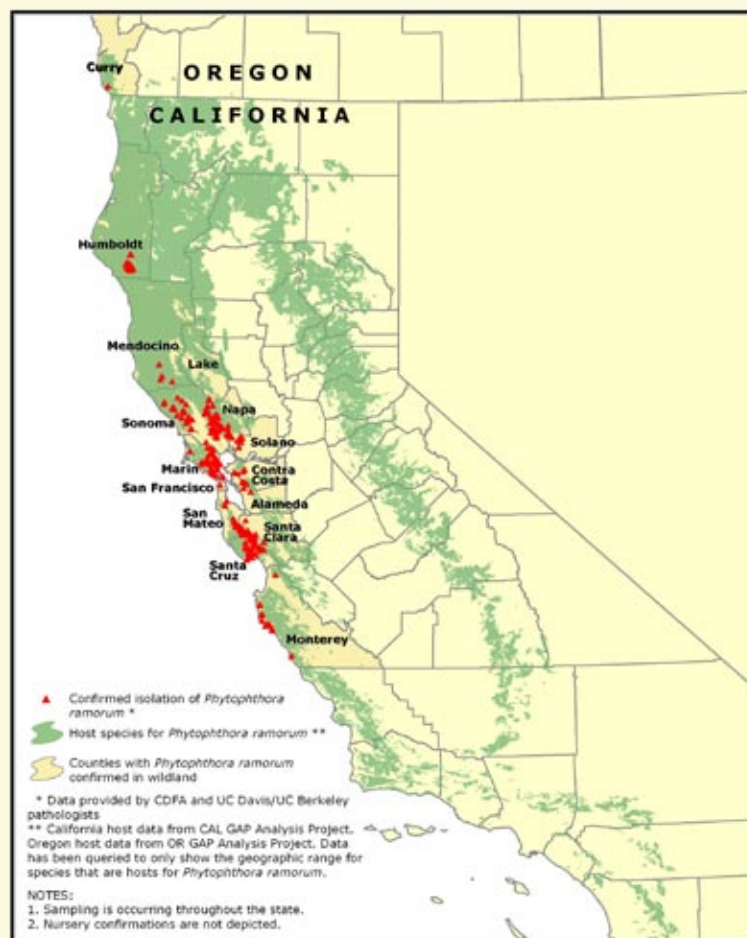 Curry
OREGON
CALIFORNIA
Humboldt
Mendocino
Lake
Napa
Sonoma
Solano
Marin
Contra
Costa
San Francisco
Alameda
San
Mateo
Santa
Clara
Santa
Cruz
Monterey
Confirmed isolation of Phytophthora
ramorum *
Host species for Phytophthora ramorum **
Counties with Phytophthora ramorum
confirmed in wildland
* Data provided by CDFA and UC Davis/UC Berkeley
pathologists
** California host data from CAL GAP Analysis Project,
Oregon host data from OR GAP Analysis Project. Data
has been queried to only show the geographic range for
species that are hosts for Phytophthora ramorum.
NOTES:
1. Sampling is occurring throughout the state.
2. Nursery confirmations are not depicted.